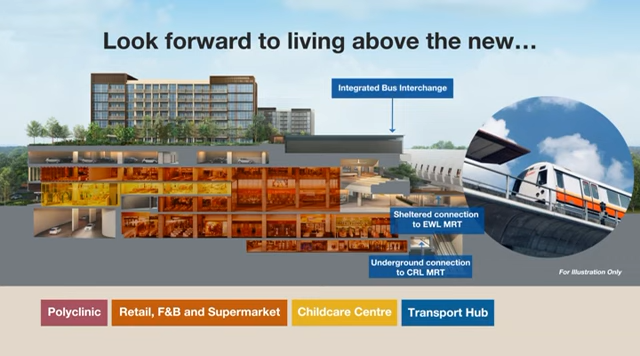 Look forward to living above the new...
Integrated Bus Interchange
Sheltered connection
to EWL MRT
Underground connection
to CRL MRT
For Illustration Only
Polyclinic
Retail, F&B and Supermarket
Childcare Centre
Transport Hub